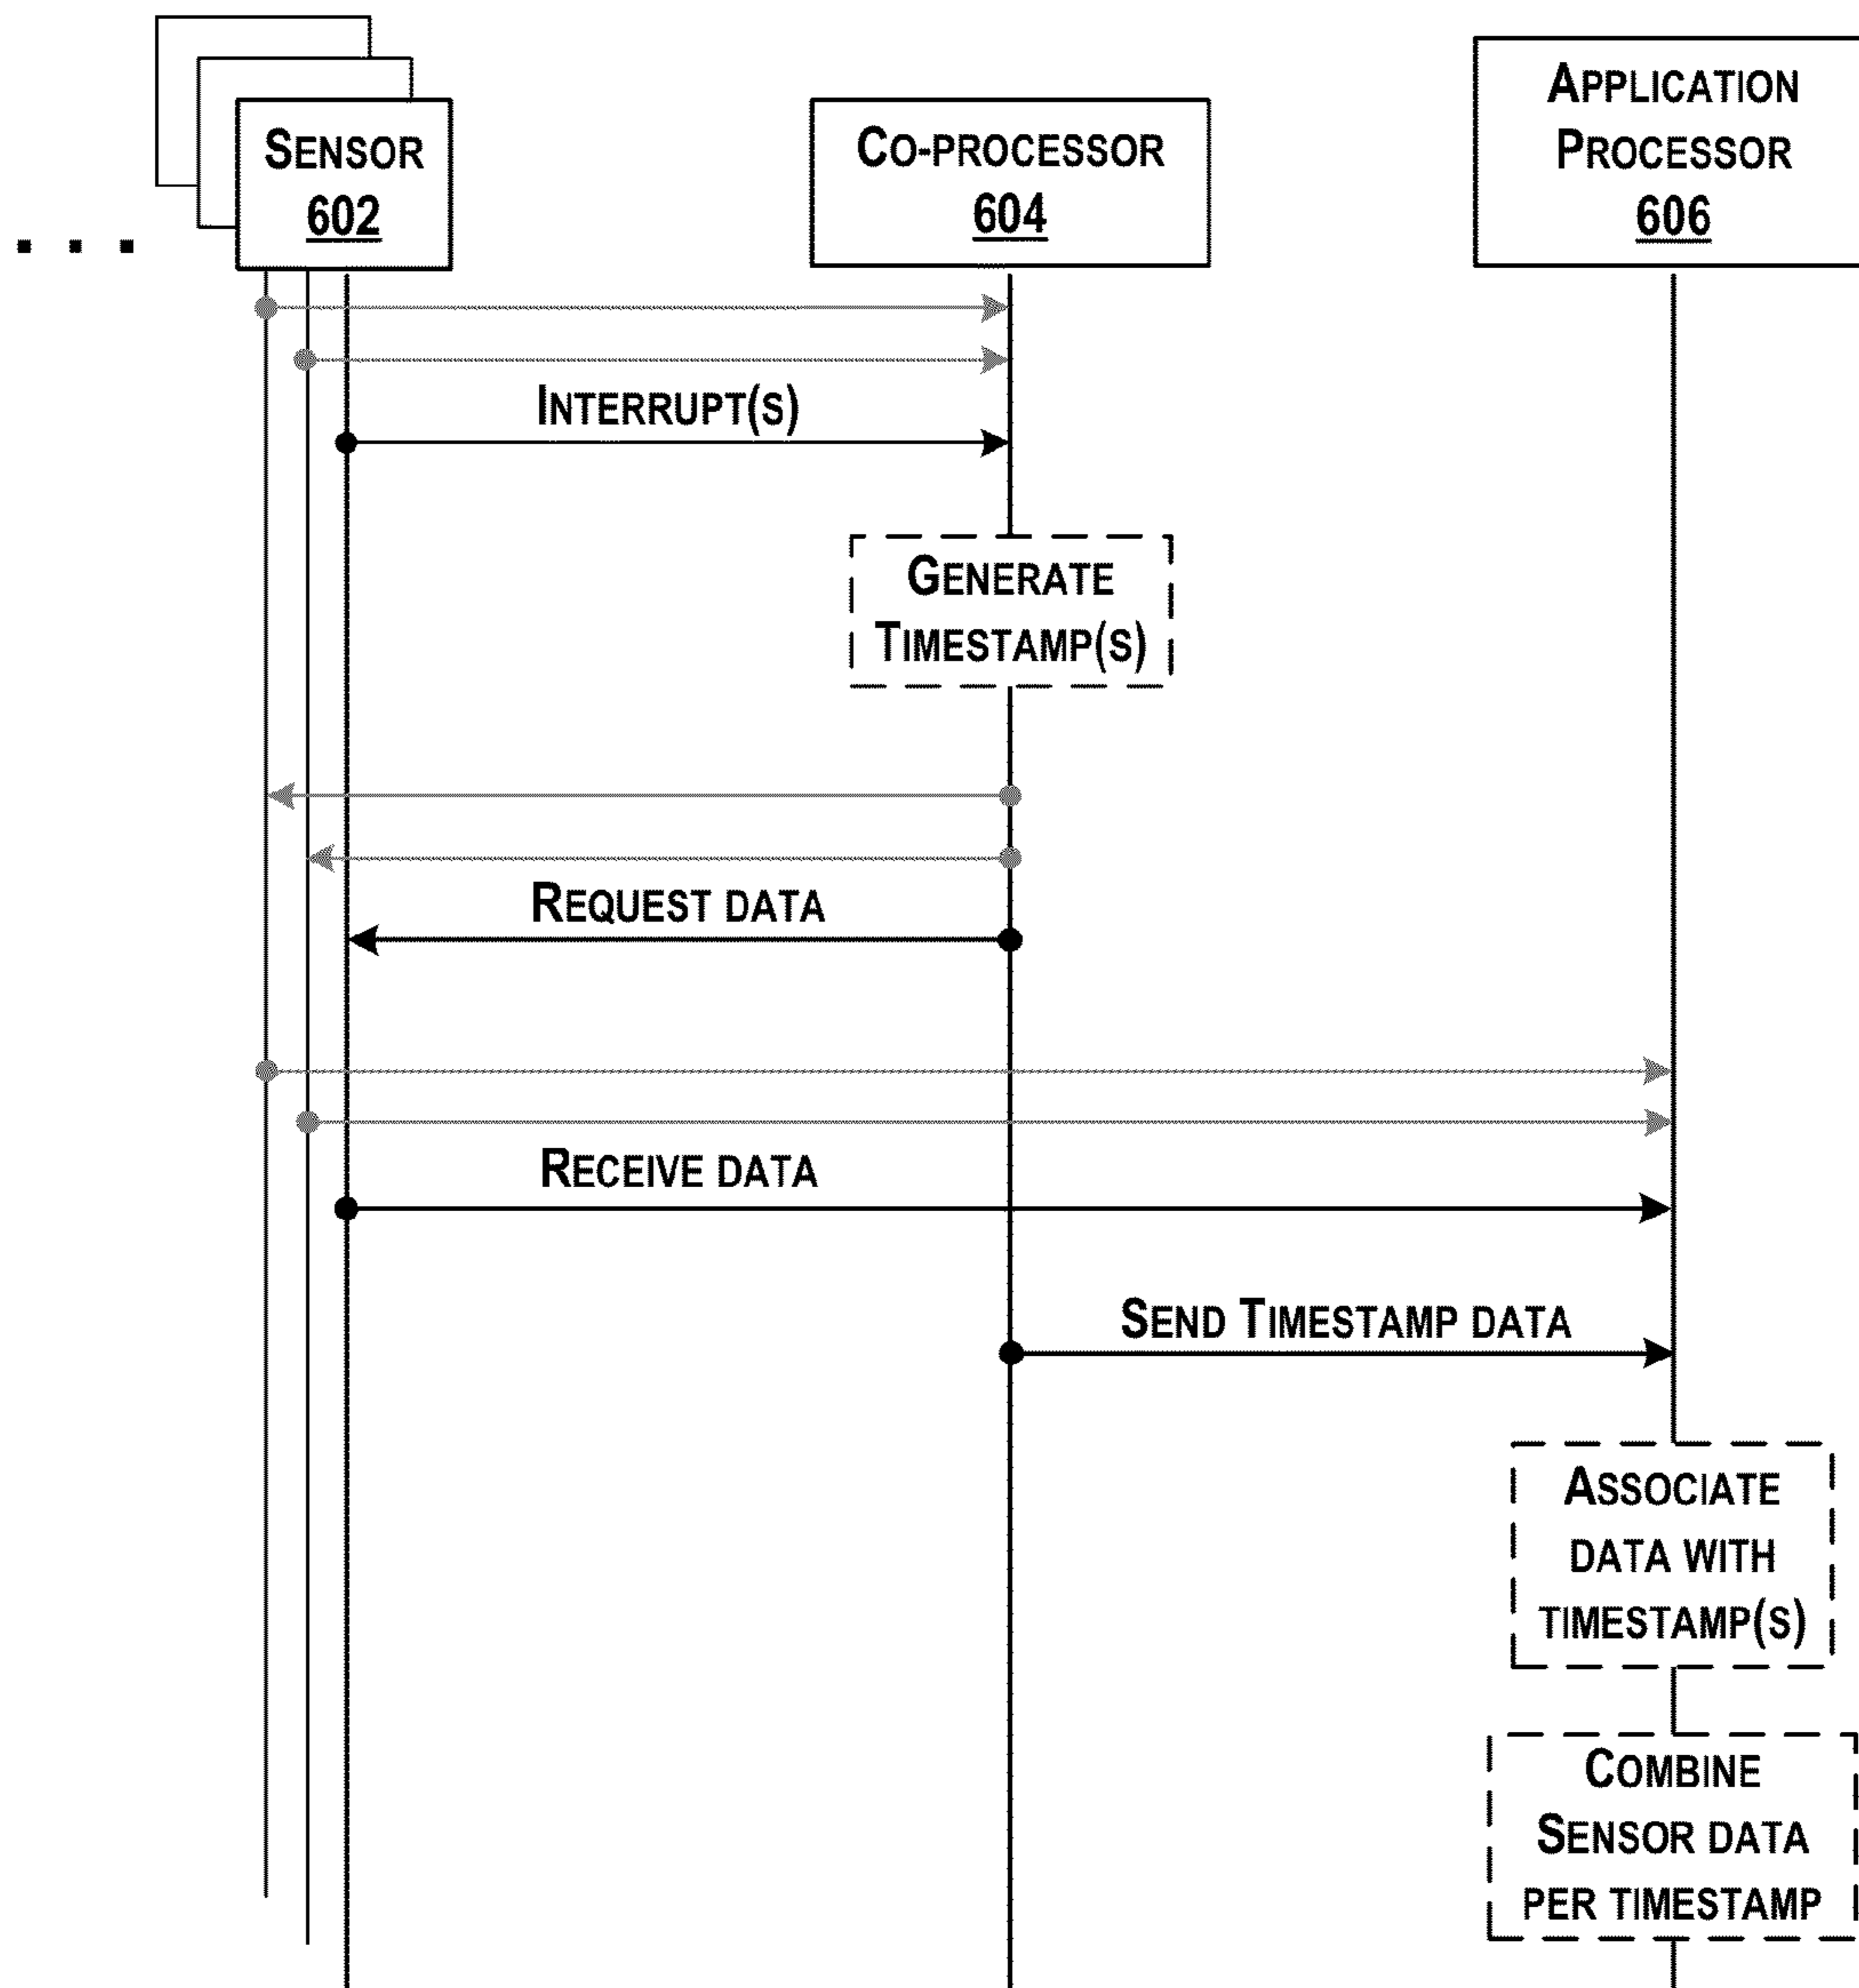 SENSOR
602
CO-PROCESSOR
604
APPLICATION
PROCESSOR
606
INTERRUPT(S)
GENERATE
TIMESTAMP(S)
REQUEST DATA
RECEIVE DATA
SEND TIMESTAMP DATA
ASSOCIATE
DATA WITH
TIMESTAMP(S)
COMBINE
SENSOR DATA
PER TIMESTAMP